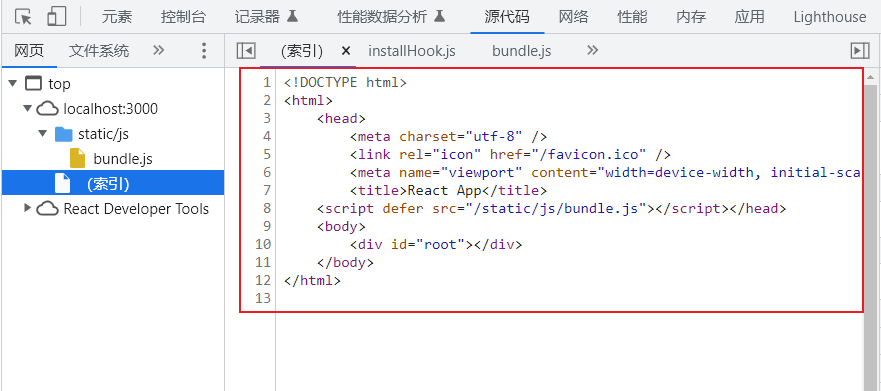 元素 控制台 记录器 性能数据分析 源代码 网络 性能 内存 应用 Lighthouse
网页 文件系统 » (索引) × installHook.js bundle.js »
top
localhost:3000
static/js
bundle.js
(索引)
React Developer Tools
1 <!DOCTYPE html>
2 <html>
3 <head>
4 <meta charset="utf-8" />
5 <link rel="icon" href="/favicon.ico" />
6 <meta name="viewport" content="width=device-width, initial-sca
7 <title>React App</title>
8 <script defer src="/static/js/bundle.js"></script></head>
9 <body>
10 <div id="root"></div>
11 </body>
12 </html>
13